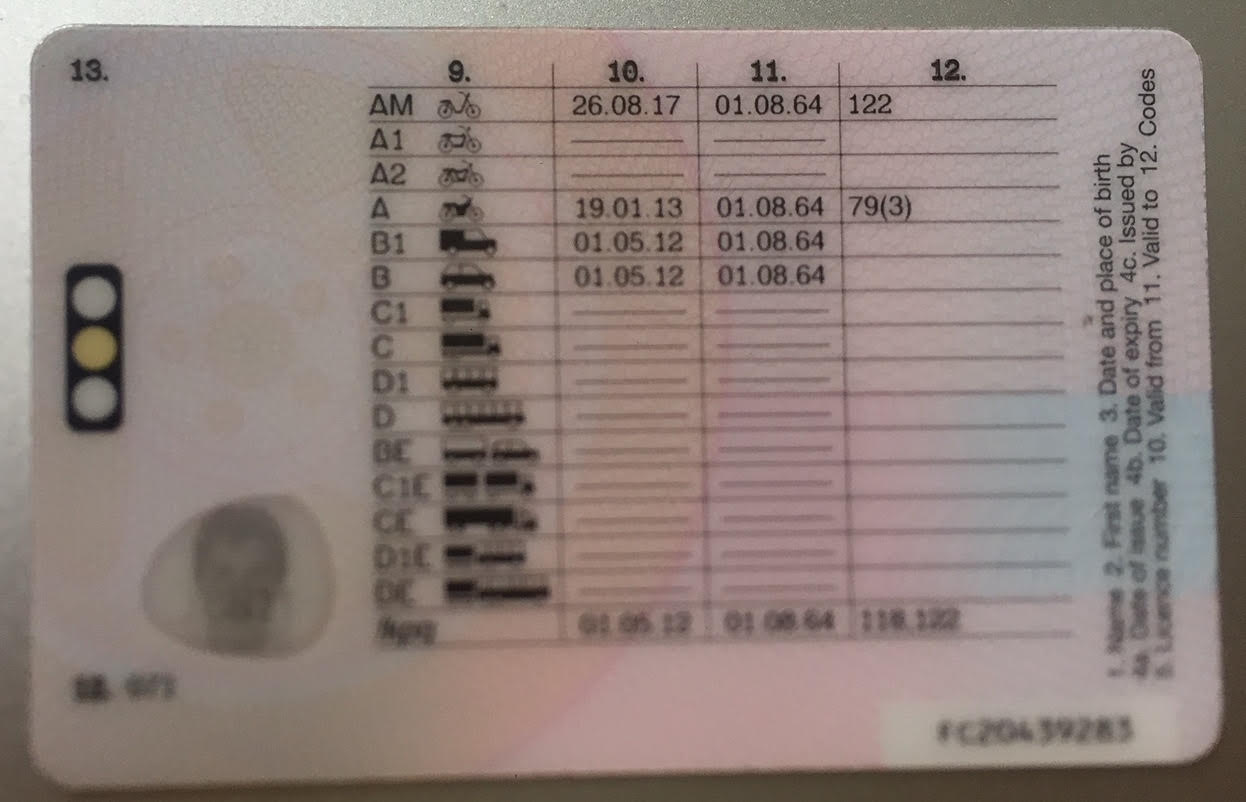 13.
9. 10. 11. 12.
AM 26.08.17 01.08.64 122
A1
A2
A 19.01.13 01.08.64 79(3)
B1 01.05.12 01.08.64
B 01.05.12 01.08.64
C1
C
D1
D
BE
C1E
CE
D1E
DE
01.05.12 01.08.64 118,122
12.
FC20439283
1. Name 2. First name 3. Date and place of birth
4a. Date of issue 4b. Date of expiry 4c. Issued by
5. Licence number 10. Valid from 11. Valid to 12. Codes